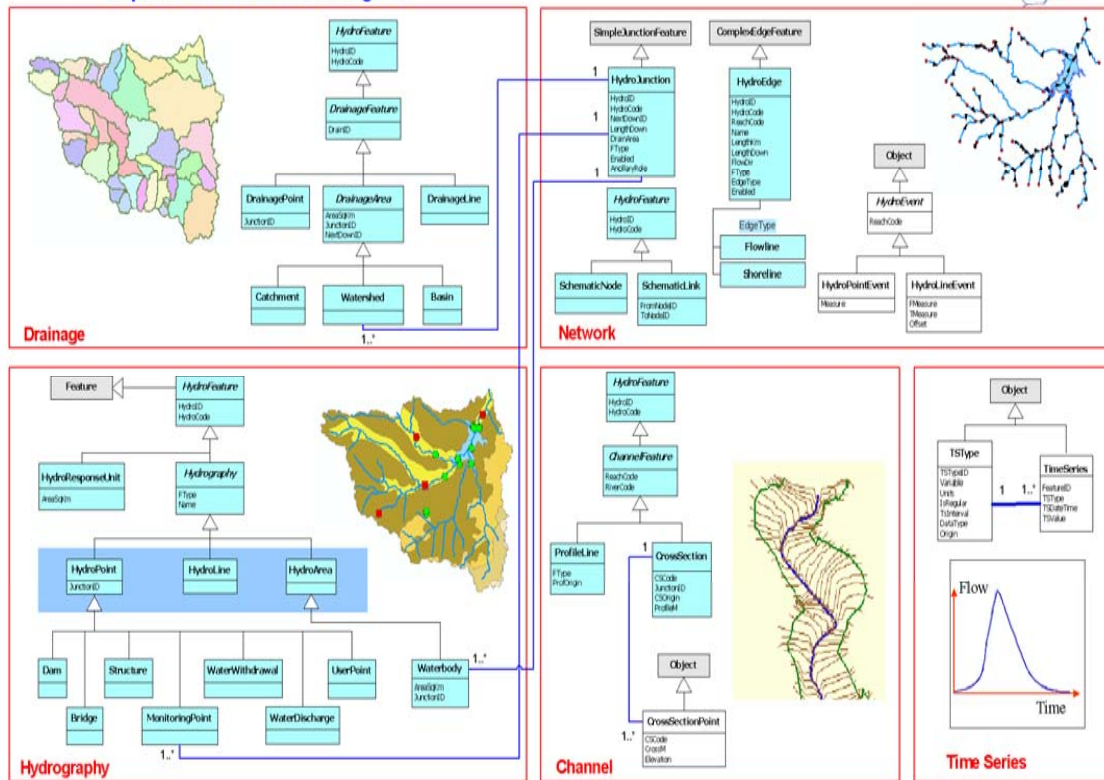 HydroFeature
HydroID
HydroCode
DrainageFeature
DrainID
DrainagePoint
JunctionID
DrainageArea
AreaSqKm
JunctionID
NextDownID
DrainageLine
Catchment
Watershed
Basin
1..*
Drainage
SimpleJunctionFeature
ComplexEdgeFeature
1
HydroJunction
HydroID
HydroCode
NextDownID
LengthDown
DrainArea
FType
Enabled
AncillaryRole
1
1
HydroEdge
HydroID
HydroCode
ReachCode
Name
LengthKm
LengthDown
FlowDir
FType
EdgeType
Enabled
HydroFeature
HydroID
HydroCode
SchematicNode
SchematicLink
FromNodeID
ToNodeID
EdgeType
Flowline
Shoreline
Object
HydroEvent
ReachCode
HydroPointEvent
Measure
HydroLineEvent
FMeasure
TMeasure
Offset
Network
Feature
HydroFeature
HydroID
HydroCode
HydroResponseUnit
AreaSqKm
Hydrography
FType
Name
HydroPoint
JunctionID
HydroLine
HydroArea
Dam
Structure
WaterWithdrawal
UserPoint
Waterbody
AreaSqKm
JunctionID
1..*
Bridge
MonitoringPoint
WaterDischarge
1..*
Hydrography
HydroFeature
HydroID
HydroCode
ChannelFeature
ReachCode
RiverCode
ProfileLine
FType
ProfOrigin
1
CrossSection
CSCode
JunctionID
CSOrigin
ProfileM
Object
CrossSectionPoint
CSCode
CrossM
Elevation
1..*
Channel
Object
TSType
TSTypeID
Variable
Units
IsRegular
TsInterval
DataType
Origin
1
1..*
TimeSeries
FeatureID
TSType
TSDateTime
TSValue
Flow
Time
Time Series